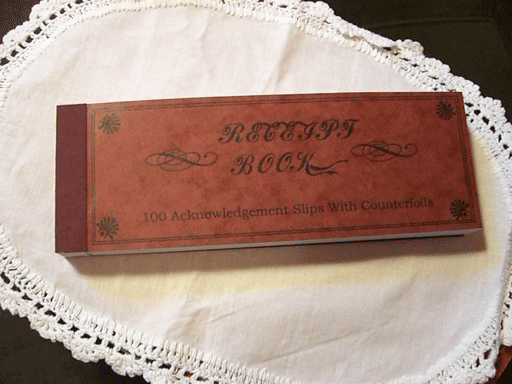 RECEIPT
BOOK
100 Acknowledgement Slips With Counterfoils